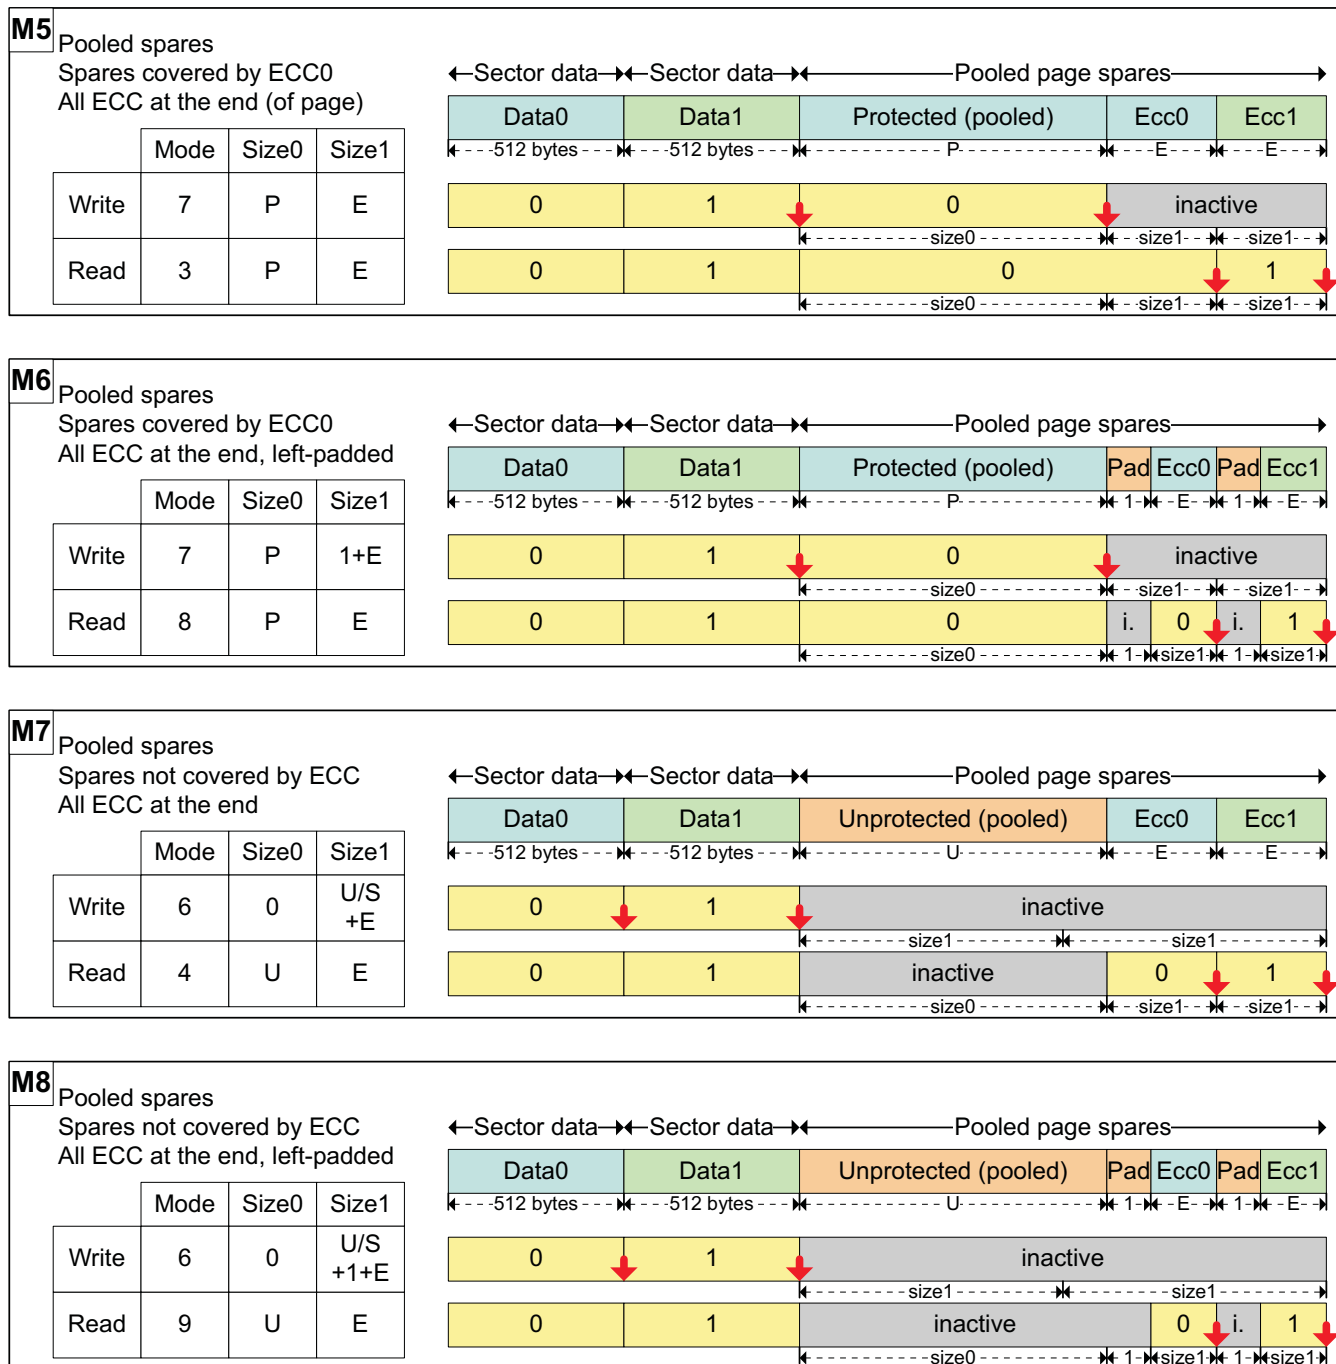 M5
Pooled spares
Spares covered by ECC0
All ECC at the end (of page)
Mode Size0 Size1
Write 7 P E
Read 3 P E
Sector data Sector data Pooled page spares
Data0 Data1 Protected (pooled) Ecc0 Ecc1
512 bytes 512 bytes P E E
0 1 0 inactive
size0 size1 size1
0 1 0 1
size0 size1 size1
M6
Pooled spares
Spares covered by ECC0
All ECC at the end, left-padded
Mode Size0 Size1
Write 7 P 1+E
Read 8 P E
Sector data Sector data Pooled page spares
Data0 Data1 Protected (pooled) Pad Ecc0 Pad Ecc1
512 bytes 512 bytes P 1 E 1 E
0 1 0 inactive
size0 size1 size1
0 1 0 i. 0 i. 1
size0 1 size1 1 size1
M7
Pooled spares
Spares not covered by ECC
All ECC at the end
Mode Size0 Size1
Write 6 0 U/S
+E
Read 4 U E
Sector data Sector data Pooled page spares
Data0 Data1 Unprotected (pooled) Ecc0 Ecc1
512 bytes 512 bytes U E E
0 1 inactive
size1 size1
0 1 inactive 0 1
size0 size1 size1
M8
Pooled spares
Spares not covered by ECC
All ECC at the end, left-padded
Mode Size0 Size1
Write 6 0 U/S
+1+E
Read 9 U E
Sector data Sector data Pooled page spares
Data0 Data1 Unprotected (pooled) Pad Ecc0 Pad Ecc1
512 bytes 512 bytes U 1 E 1 E
0 1 inactive
size1 size1
0 1 inactive 0 i. 1
size0 1 size1 1 size1